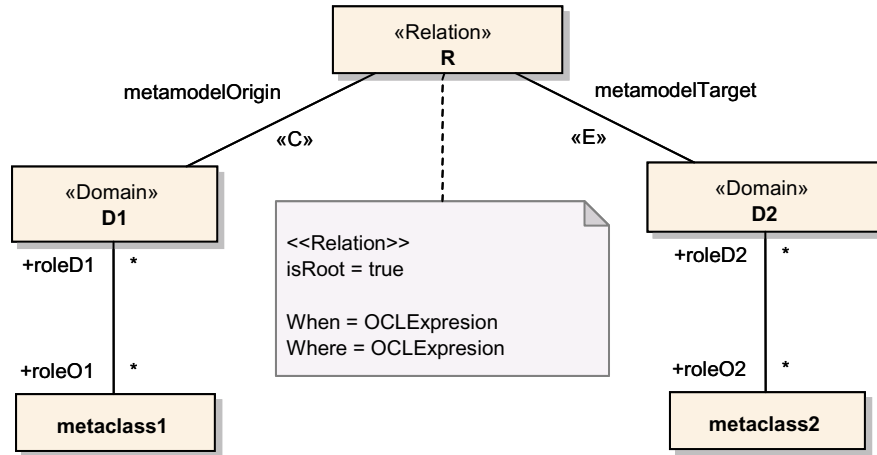 «Relation»
R
metamodelOrigin
metamodelTarget
«C»
«E»
«Domain»
D1
«Domain»
D2
<<Relation>>
isRoot = true
When = OCLExpresion
Where = OCLExpresion
+roleD1 *
+roleD2 *
+roleO1 *
+roleO2 *
metaclass1
metaclass2